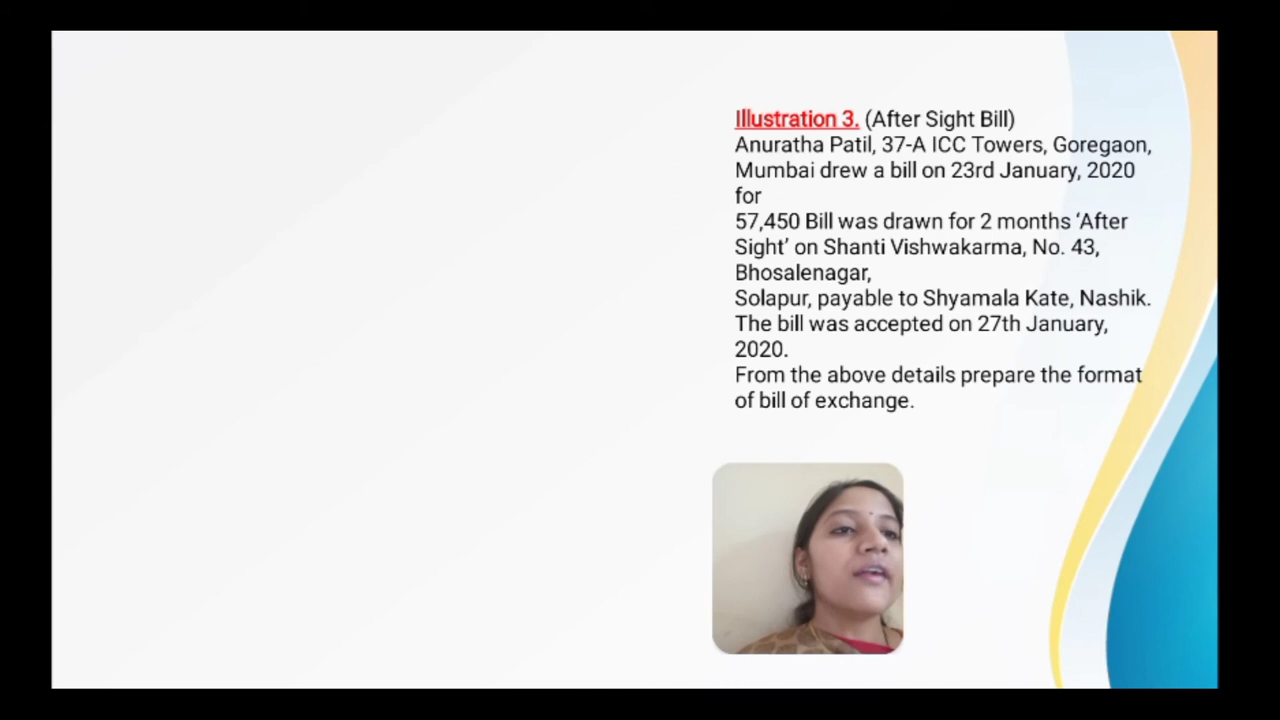 Illustration 3. (After Sight Bill)
Anuratha Patil, 37-A ICC Towers, Goregaon,
Mumbai drew a bill on 23rd January, 2020
for
57,450 Bill was drawn for 2 months ‘After
Sight’ on Shanti Vishwakarma, No. 43,
Bhosalenagar,
Solapur, payable to Shyamala Kate, Nashik.
The bill was accepted on 27th January,
2020.
From the above details prepare the format
of bill of exchange.